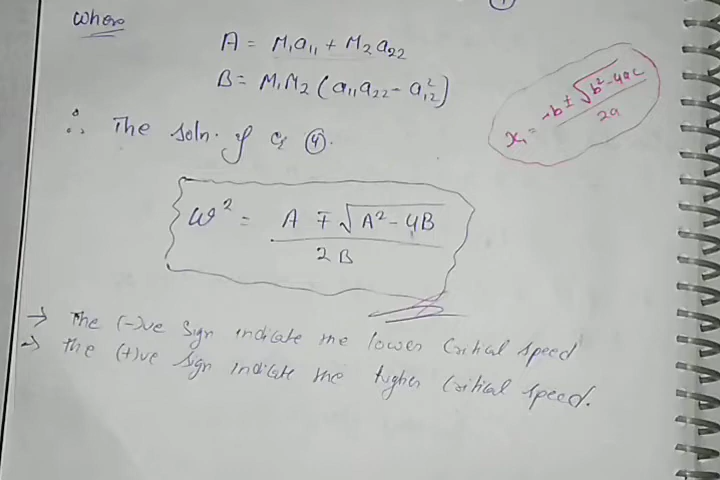 where
A = M₁a₁₁ + M₂a₂₂
B = M₁M₂ (a₁₁a₂₂ - a₁₂²)
x = -b ± √b²-4ac / 2a
∴ The soln. of eq ④.
ω² = A ∓ √A² - 4B / 2B
→ The (-)ve sign indicate the lower critical speed
→ The (+)ve sign indicate the higher critical speed.